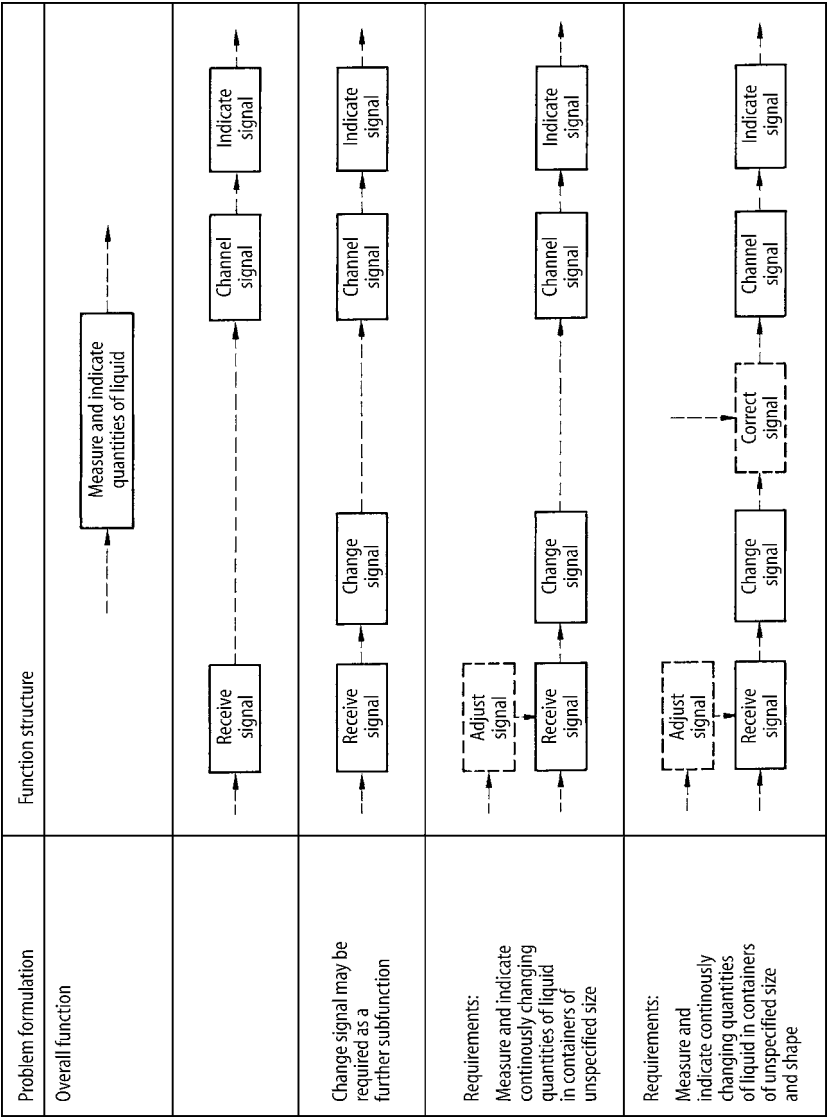 Problem formulation
Function structure
Overall function
Measure and indicate
quantities of liquid
Receive
signal
Channel
signal
Indicate
signal
Change signal may be
required as a
further subfunction
Receive
signal
Change
signal
Channel
signal
Indicate
signal
Requirements:
Measure and indicate
continously changing
quantities of liquid
in containers of
unspecified size
Adjust
signal
Receive
signal
Change
signal
Channel
signal
Indicate
signal
Requirements:
Measure and
indicate continously
changing quantities
of liquid in containers
of unspecified size
and shape
Adjust
signal
Receive
signal
Change
signal
Correct
signal
Channel
signal
Indicate
signal